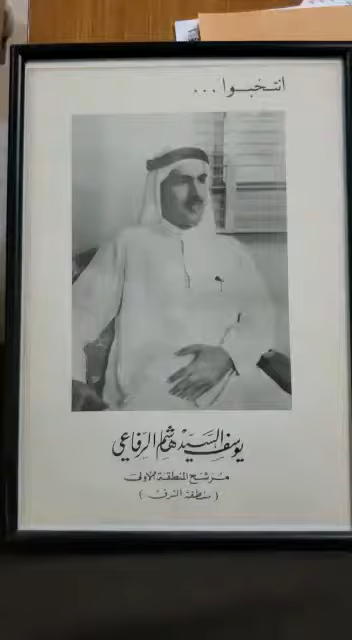 انتخبوا ...
يوسف السيد هاشم الرفاعي
مرشح المنطقة الأولى
( منطقة الشرق )